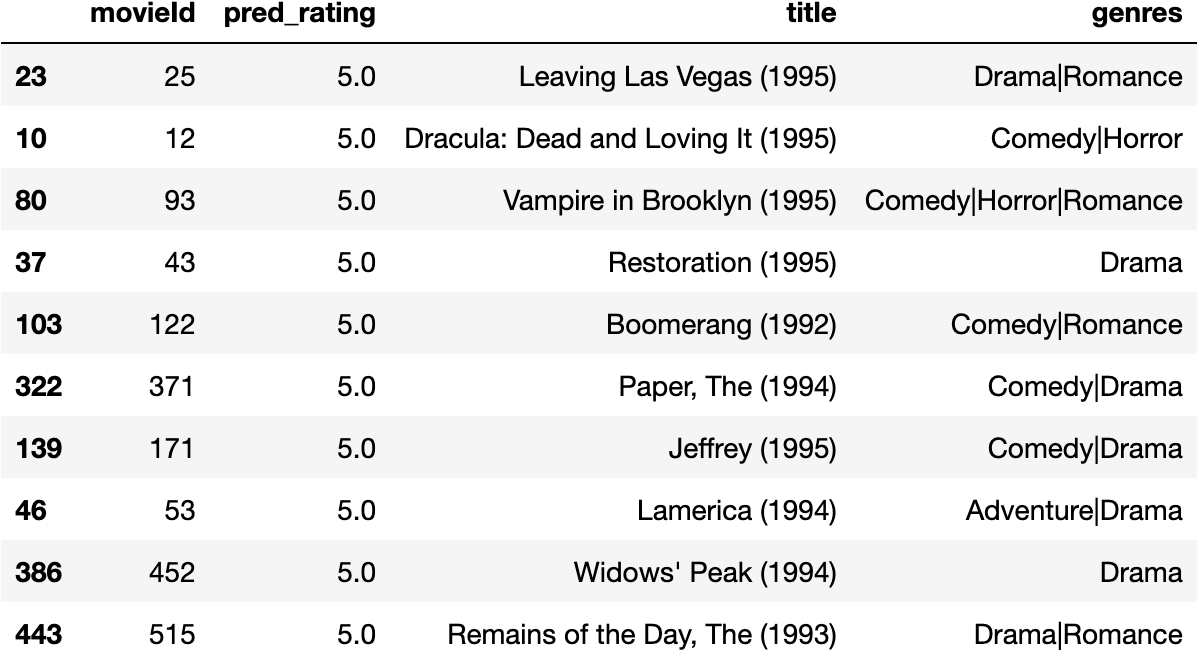 movieId pred_rating title genres
23 25 5.0 Leaving Las Vegas (1995) Drama|Romance
10 12 5.0 Dracula: Dead and Loving It (1995) Comedy|Horror
80 93 5.0 Vampire in Brooklyn (1995) Comedy|Horror|Romance
37 43 5.0 Restoration (1995) Drama
103 122 5.0 Boomerang (1992) Comedy|Romance
322 371 5.0 Paper, The (1994) Comedy|Drama
139 171 5.0 Jeffrey (1995) Comedy|Drama
46 53 5.0 Lamerica (1994) Adventure|Drama
386 452 5.0 Widows' Peak (1994) Drama
443 515 5.0 Remains of the Day, The (1993) Drama|Romance